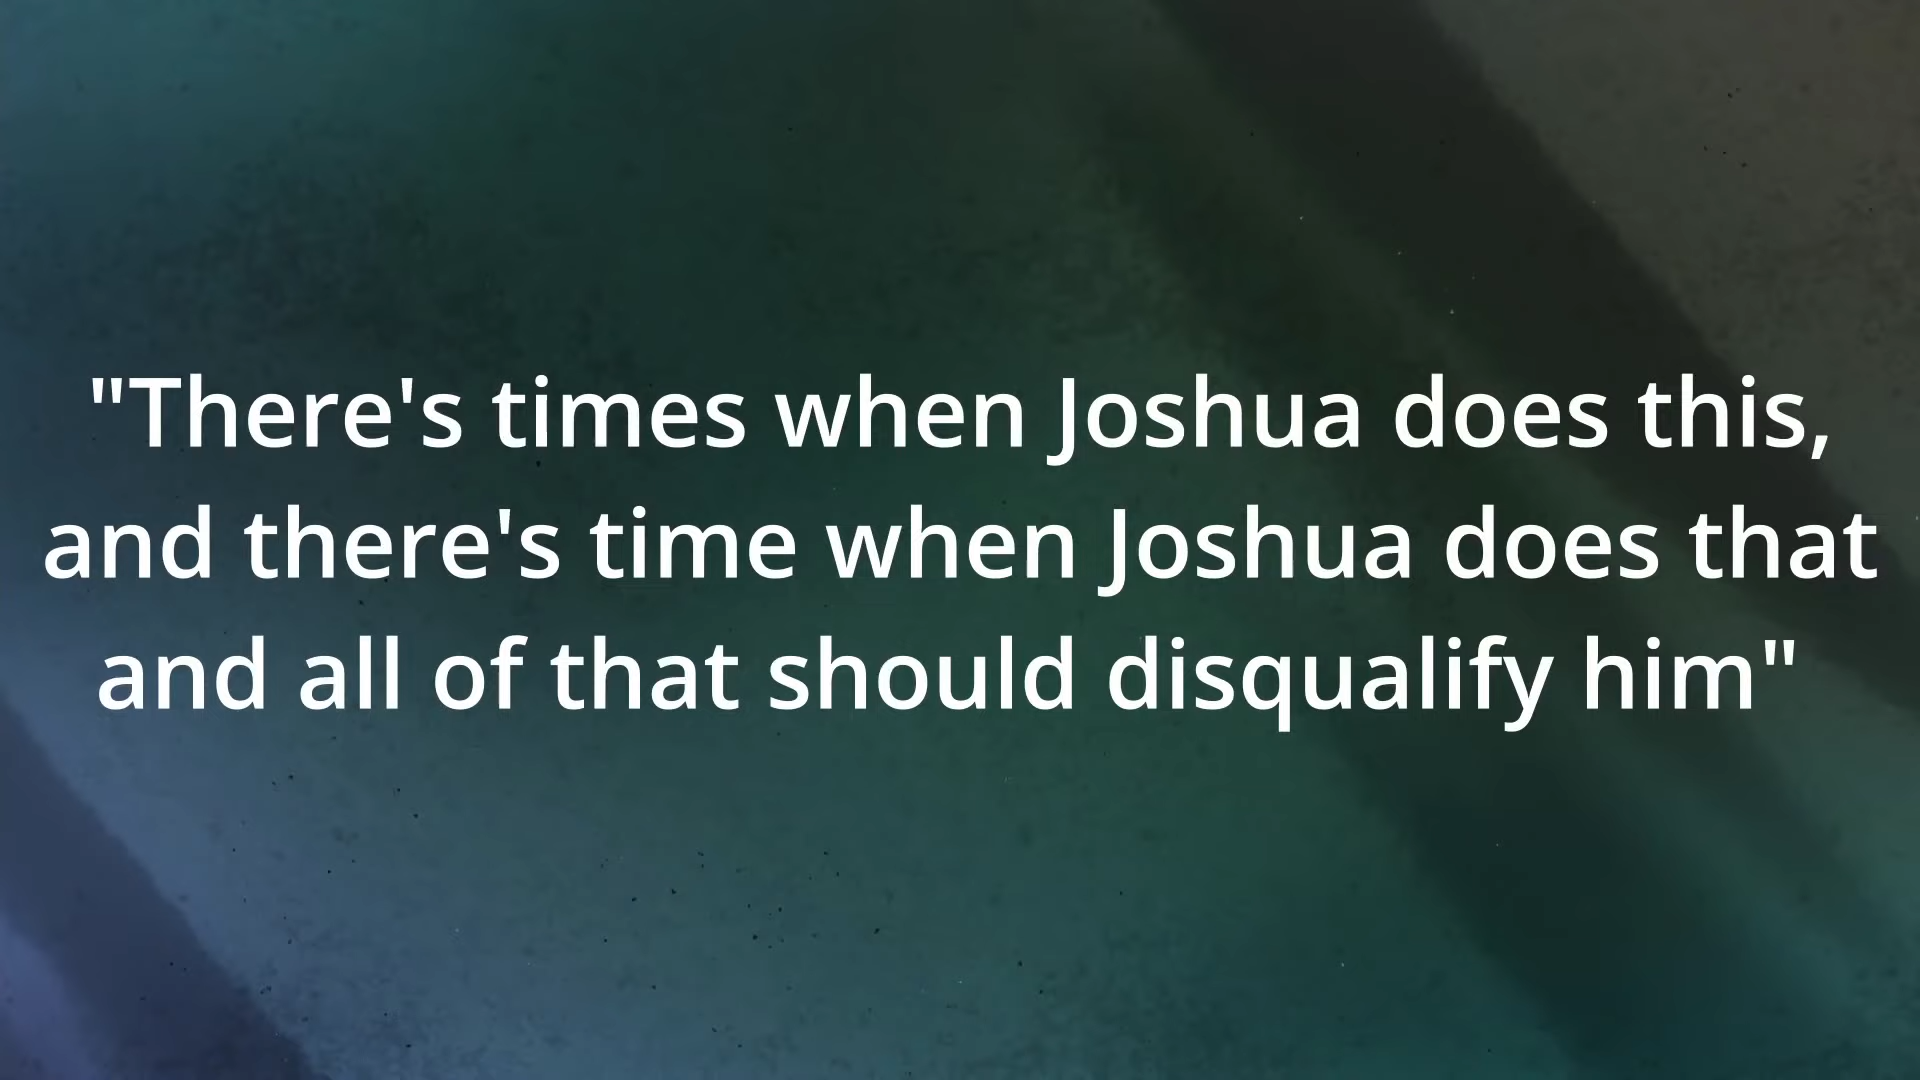 "There's times when Joshua does this,
and there's time when Joshua does that
and all of that should disqualify him"